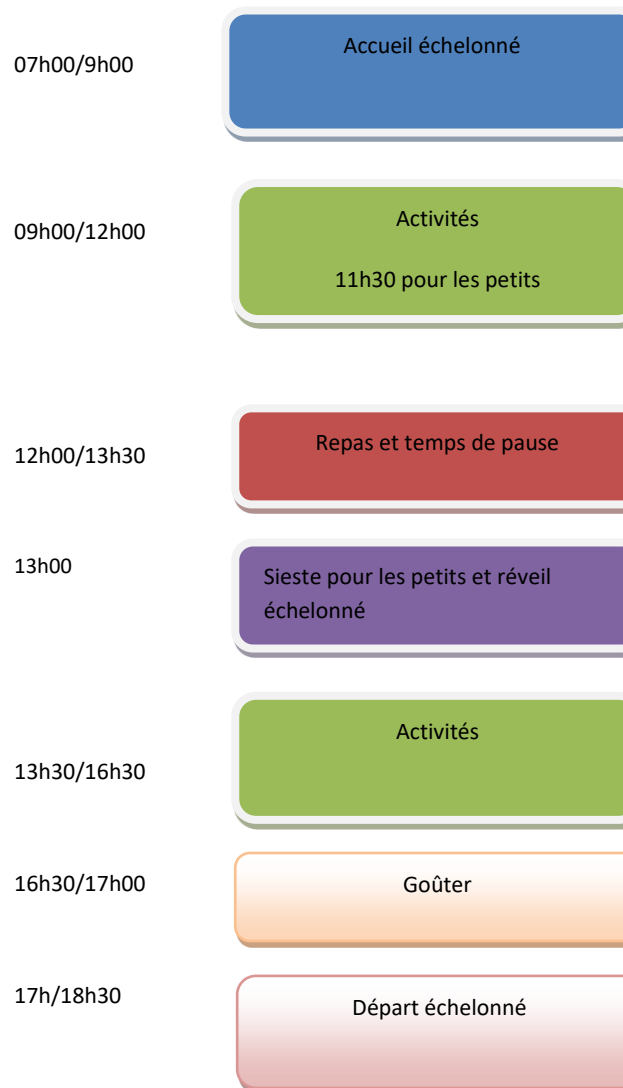 07h00/9h00
Accueil échelonné
09h00/12h00
Activités
11h30 pour les petits
12h00/13h30
Repas et temps de pause
13h00
Sieste pour les petits et réveil
échelonné
13h30/16h30
Activités
16h30/17h00
Goûter
17h/18h30
Départ échelonné